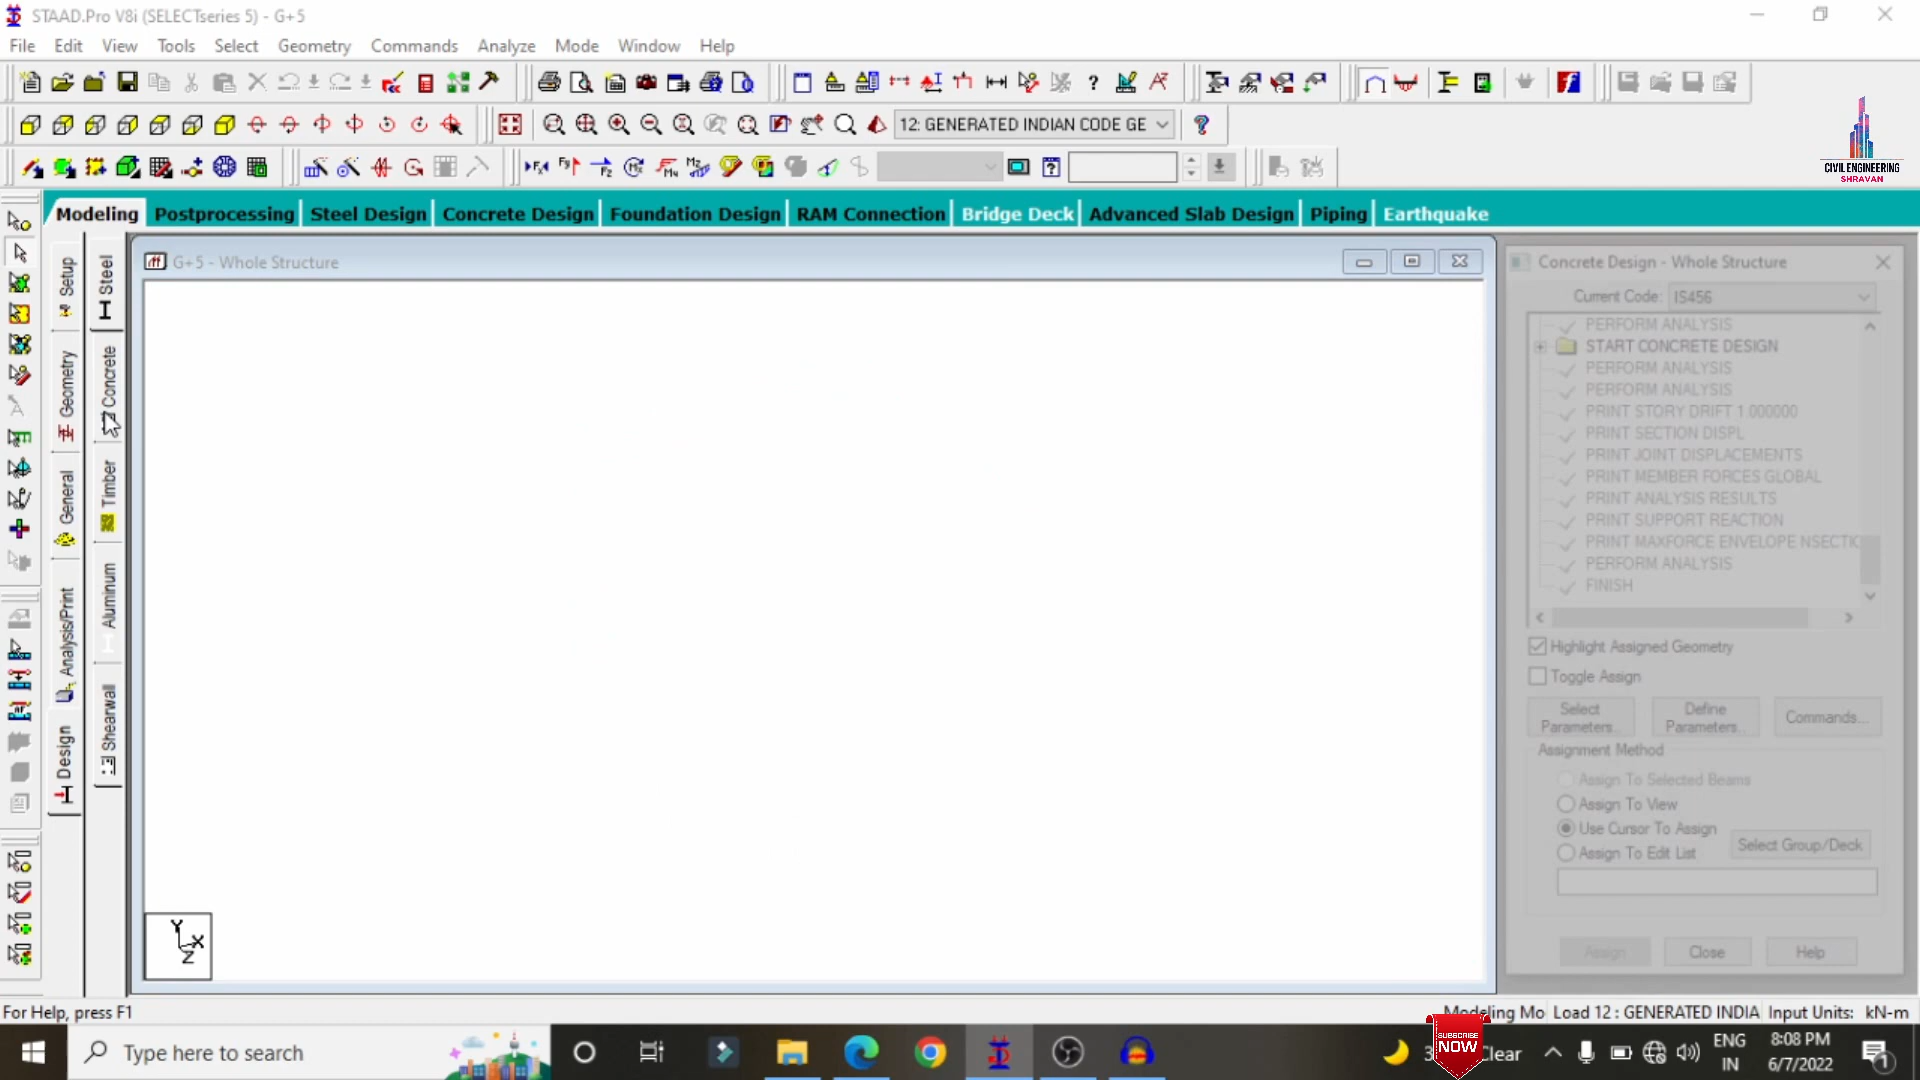 STAAD.Pro V8i (SELECTseries 5) - G+5
File Edit View Tools Select Geometry Commands Analyze Mode Window Help
12: GENERATED INDIAN CODE GE
CIVIL ENGINEERING
SHRAVAN
Modeling Postprocessing Steel Design Concrete Design Foundation Design RAM Connection Bridge Deck Advanced Slab Design Piping Earthquake
Setup
Geometry
General
Analysis/Print
Design
Steel
Concrete
Timber
Aluminum
Shearwall
G+5 - Whole Structure
Y
X
Z
Concrete Design - Whole Structure
Current Code: IS456
PERFORM ANALYSIS
START CONCRETE DESIGN
PERFORM ANALYSIS
PERFORM ANALYSIS
PRINT STORY DRIFT 1.000000
PRINT SECTION DISPL
PRINT JOINT DISPLACEMENTS
PRINT MEMBER FORCES GLOBAL
PRINT ANALYSIS RESULTS
PRINT SUPPORT REACTION
PRINT MAXFORCE ENVELOPE NSECTIC
PERFORM ANALYSIS
FINISH
Highlight Assigned Geometry
Toggle Assign
Select Parameters... Define Parameters... Commands...
Assignment Method
Assign To Selected Beams
Assign To View
Use Cursor To Assign
Assign To Edit List
Select Group/Deck
Assign Close Help
For Help, press F1
Modeling Mo Load 12 : GENERATED INDIA Input Units: kN-m
Type here to search
SUBSCRIBE
NOW
Clear
ENG
IN
8:08 PM
6/7/2022
1